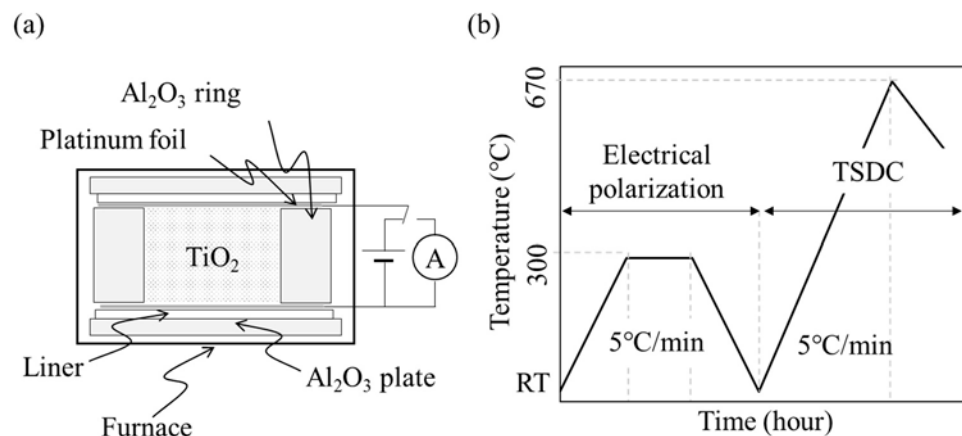 (a)
Al₂O₃ ring
Platinum foil
TiO₂
A
Liner
Al₂O₃ plate
Furnace
(b)
Temperature (°C)
670
300
RT
Electrical
polarization
TSDC
5°C/min
5°C/min
Time (hour)